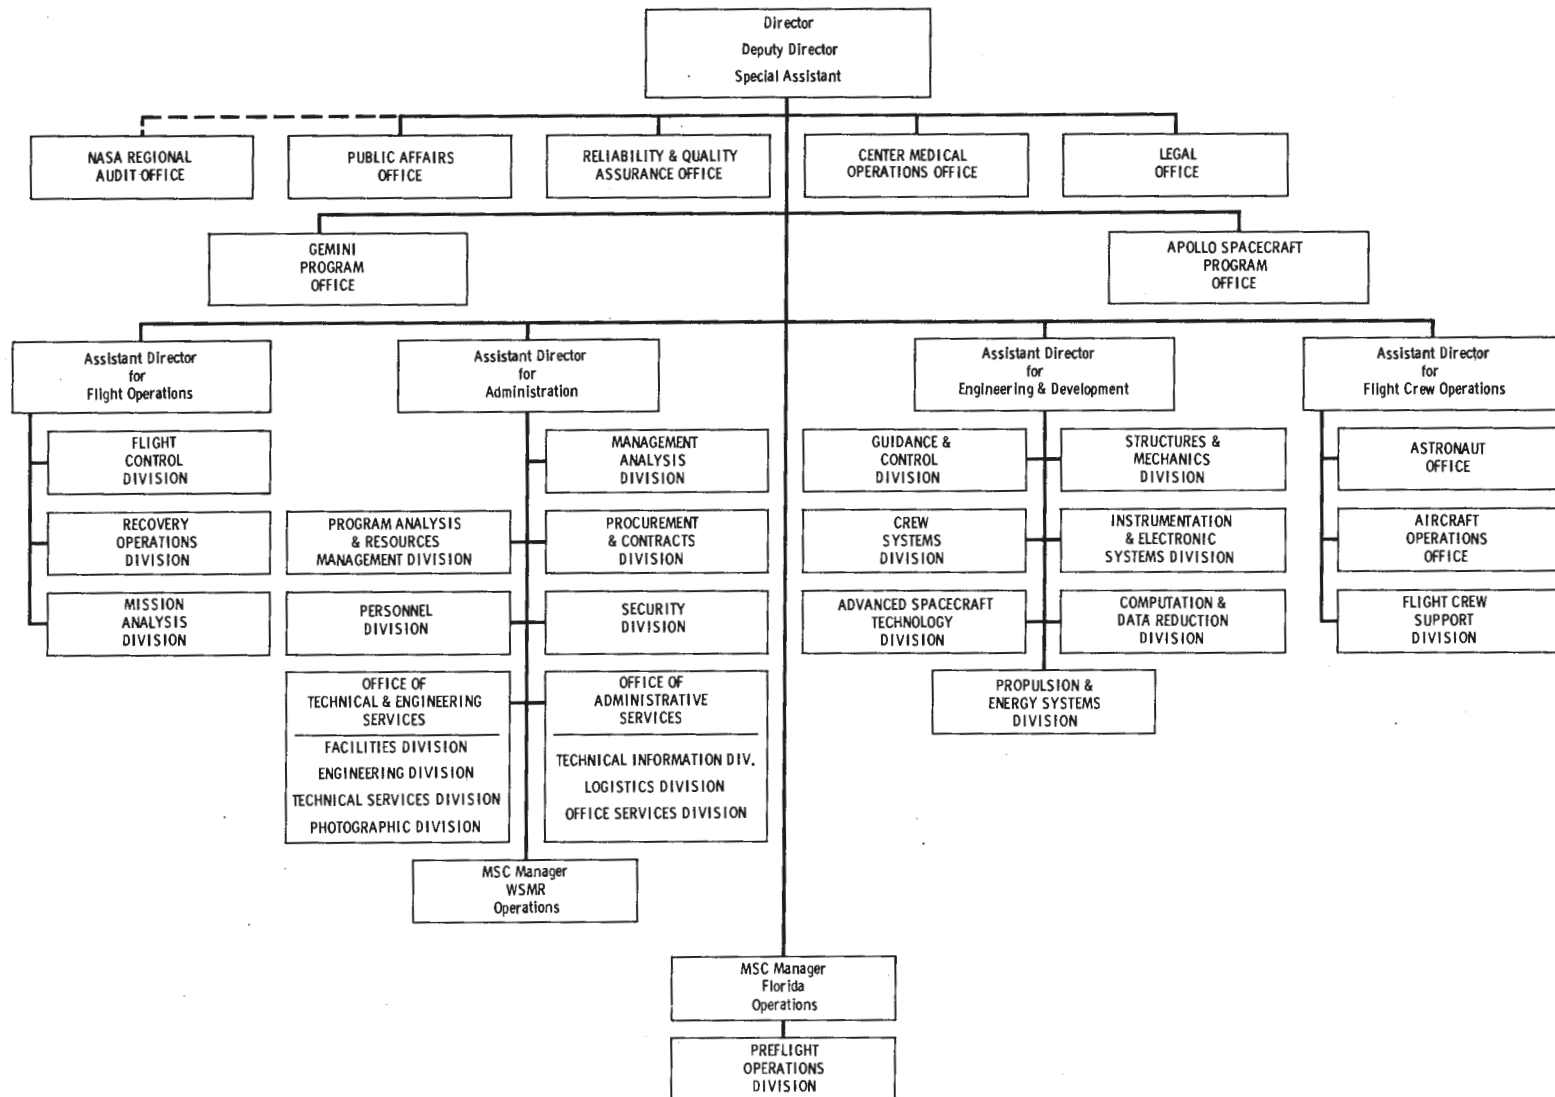 Director
Deputy Director
Special Assistant
NASA REGIONAL
AUDIT OFFICE
PUBLIC AFFAIRS
OFFICE
RELIABILITY & QUALITY
ASSURANCE OFFICE
CENTER MEDICAL
OPERATIONS OFFICE
LEGAL
OFFICE
GEMINI
PROGRAM
OFFICE
APOLLO SPACECRAFT
PROGRAM
OFFICE
Assistant Director
for
Flight Operations
Assistant Director
for
Administration
Assistant Director
for
Engineering & Development
Assistant Director
for
Flight Crew Operations
FLIGHT
CONTROL
DIVISION
RECOVERY
OPERATIONS
DIVISION
MISSION
ANALYSIS
DIVISION
MANAGEMENT
ANALYSIS
DIVISION
PROGRAM ANALYSIS
& RESOURCES
MANAGEMENT DIVISION
PROCUREMENT
& CONTRACTS
DIVISION
PERSONNEL
DIVISION
SECURITY
DIVISION
OFFICE OF
TECHNICAL & ENGINEERING
SERVICES
FACILITIES DIVISION
ENGINEERING DIVISION
TECHNICAL SERVICES DIVISION
PHOTOGRAPHIC DIVISION
OFFICE OF
ADMINISTRATIVE
SERVICES
TECHNICAL INFORMATION DIV.
LOGISTICS DIVISION
OFFICE SERVICES DIVISION
MSC Manager
WSMR
Operations
GUIDANCE &
CONTROL
DIVISION
STRUCTURES &
MECHANICS
DIVISION
CREW
SYSTEMS
DIVISION
INSTRUMENTATION
& ELECTRONIC
SYSTEMS DIVISION
ADVANCED SPACECRAFT
TECHNOLOGY
DIVISION
COMPUTATION &
DATA REDUCTION
DIVISION
PROPULSION &
ENERGY SYSTEMS
DIVISION
ASTRONAUT
OFFICE
AIRCRAFT
OPERATIONS
OFFICE
FLIGHT CREW
SUPPORT
DIVISION
MSC Manager
Florida
Operations
PREFLIGHT
OPERATIONS
DIVISION